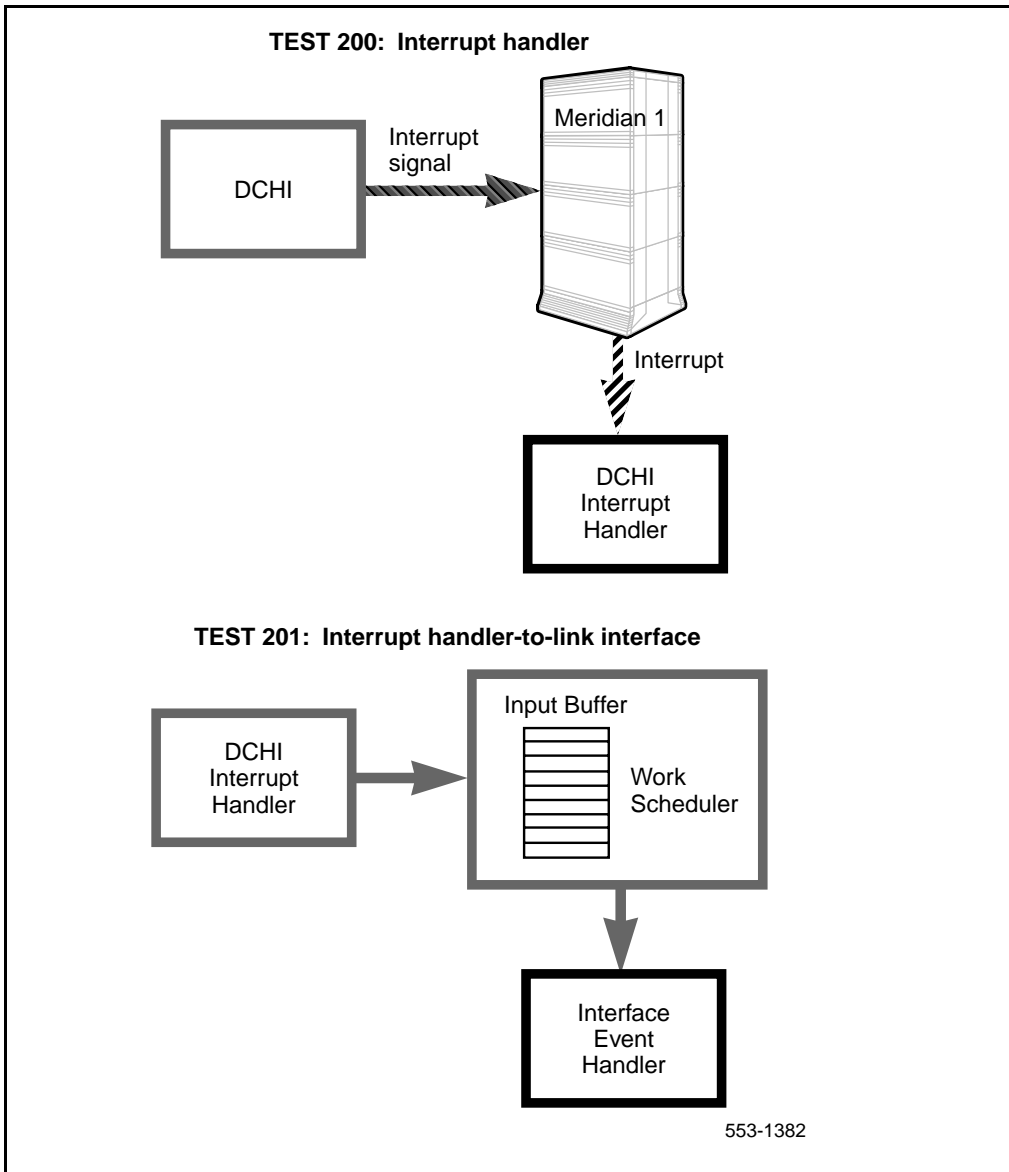 TEST 200: Interrupt handler
Meridian 1
Interrupt
signal
DCHI
Interrupt
DCHI
Interrupt
Handler
TEST 201: Interrupt handler-to-link interface
Input Buffer
DCHI
Interrupt
Handler
Work
Scheduler
Interface
Event
Handler
553-1382